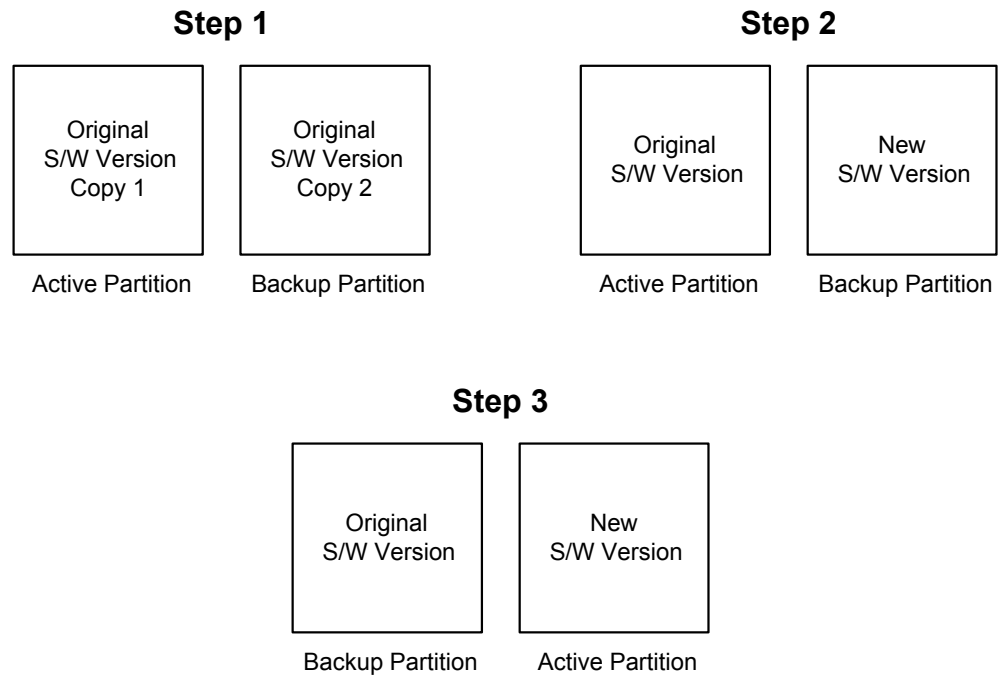 Step 1
Original
S/W Version
Copy 1
Active Partition
Original
S/W Version
Copy 2
Backup Partition
Step 2
Original
S/W Version
Active Partition
New
S/W Version
Backup Partition
Step 3
Original
S/W Version
Backup Partition
New
S/W Version
Active Partition